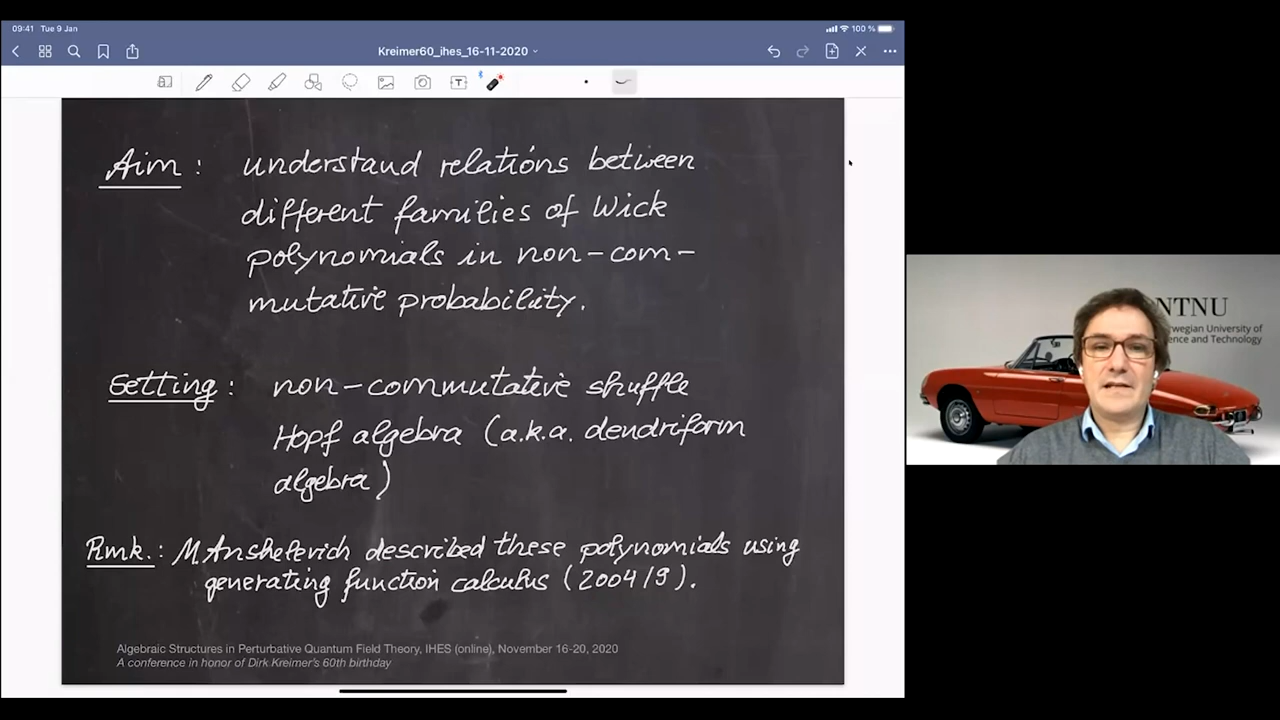 09:41 Tue 9 Jan
100 %
Kreimer60_ihes_16-11-2020
Aim : understand relations between
different families of Wick
polynomials in non-com-
mutative probability.
Setting : non-commutative shuffle
Hopf algebra (a.k.a. dendriform
algebra)
Rmk. : M Anshelevich described these polynomials using
generating function calculus (2004/9).
Algebraic Structures in Perturbative Quantum Field Theory, IHES (online), November 16-20, 2020
A conference in honor of Dirk Kreimer's 60th birthday
NTNU
wegian University of
ence and Technology